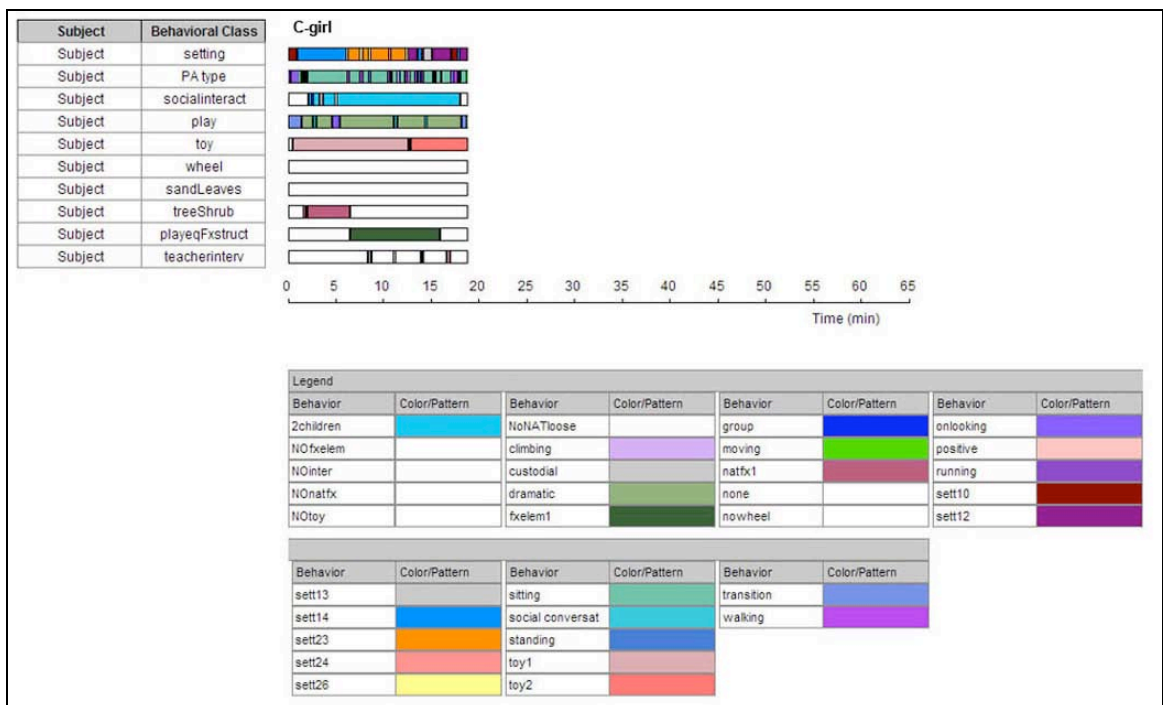 Subject Behavioral Class C-girl
Subject setting
Subject PA type
Subject socialinteract
Subject play
Subject toy
Subject wheel
Subject sandLeaves
Subject treeShrub
Subject playeqFxstruct
Subject teacherinterv
0 5 10 15 20 25 30 35 40 45 50 55 60 65
Time (min)
Legend
Behavior Color/Pattern Behavior Color/Pattern Behavior Color/Pattern Behavior Color/Pattern
2children NoNATloose group onlooking
NOfxelem climbing moving positive
NOinter custodial natfx1 running
NOnatfx dramatic none sett10
NOtoy fxelem1 nowheel sett12
Behavior Color/Pattern Behavior Color/Pattern Behavior Color/Pattern
sett13 sitting transition
sett14 social conversat walking
sett23 standing
sett24 toy1
sett26 toy2